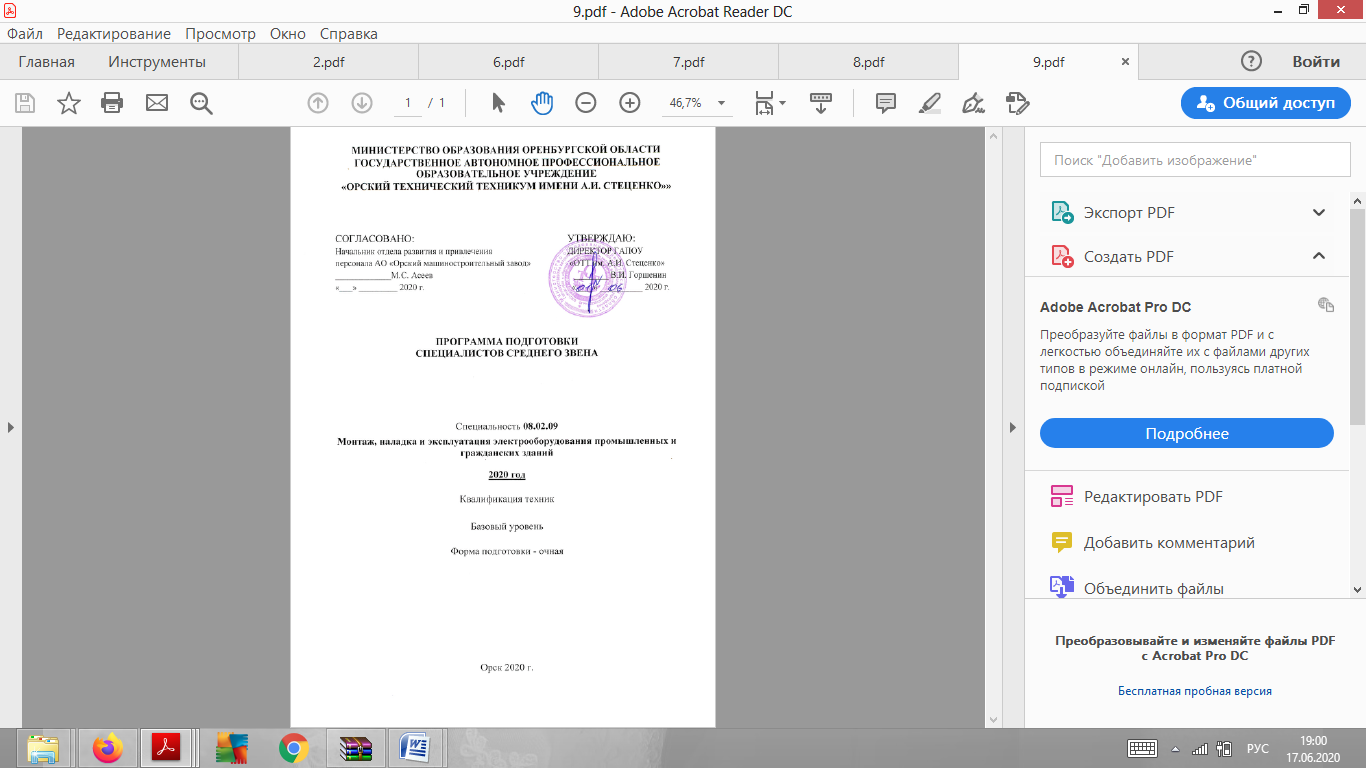 9.pdf - Adobe Acrobat Reader DC
Файл Редактирование Просмотр Окно Справка
Главная Инструменты 2.pdf 6.pdf 7.pdf 8.pdf 9.pdf Войти
1 / 1 46,7% Общий доступ
МИНИСТЕРСТВО ОБРАЗОВАНИЯ ОРЕНБУРГСКОЙ ОБЛАСТИ
ГОСУДАРСТВЕННОЕ АВТОНОМНОЕ ПРОФЕССИОНАЛЬНОЕ
ОБРАЗОВАТЕЛЬНОЕ УЧРЕЖДЕНИЕ
«ОРСКИЙ ТЕХНИЧЕСКИЙ ТЕХНИКУМ ИМЕНИ А.И. СТЕЦЕНКО»»
СОГЛАСОВАНО:
Начальник отдела развития и привлечения
персонала АО «Орский машиностроительный завод»
____________М.С. Асеев
«___» _________ 2020 г.
УТВЕРЖДАЮ:
ДИРЕКТОР ГАПОУ
«ОТТ им. А.И. Стеценко»
В.И. Горшенин
06 2020 г.
ПРОГРАММА ПОДГОТОВКИ
СПЕЦИАЛИСТОВ СРЕДНЕГО ЗВЕНА
Специальность 08.02.09
Монтаж, наладка и эксплуатация электрооборудования промышленных и
гражданских зданий
2020 год
Квалификация техник
Базовый уровень
Форма подготовки - очная
Орск 2020 г.
Поиск "Добавить изображение"
Экспорт PDF
Создать PDF
Adobe Acrobat Pro DC
Преобразуйте файлы в формат PDF и с
легкостью объединяйте их с файлами других
типов в режиме онлайн, пользуясь платной
подпиской
Подробнее
Редактировать PDF
Добавить комментарий
Объединить файлы
Преобразовывайте и изменяйте файлы PDF
с Acrobat Pro DC
Бесплатная пробная версия
РУС
19:00
17.06.2020